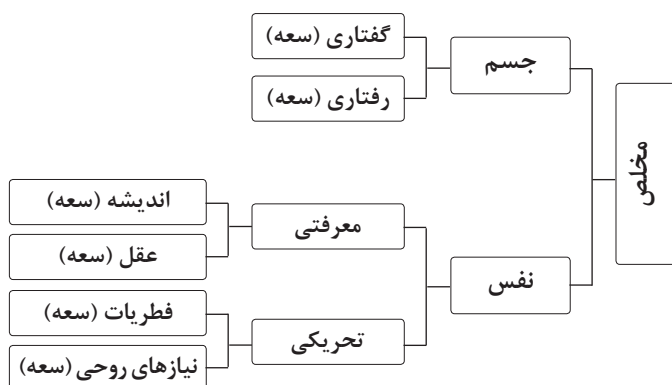 مخلص
جسم
گفتاری (سعه)
رفتاری (سعه)
نفس
معرفتی
اندیشه (سعه)
عقل (سعه)
تحریکی
فطریات (سعه)
نیازهای روحی (سعه)